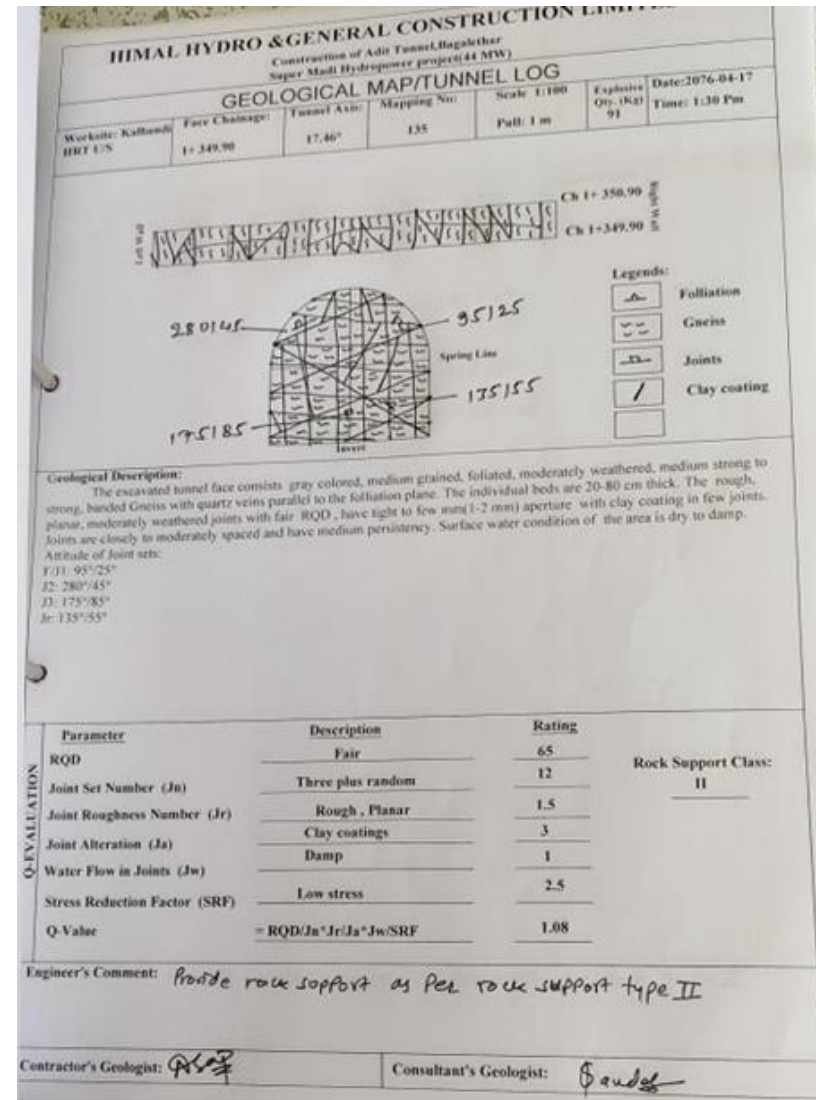 HIMAL HYDRO &GENERAL CONSTRUCTION
Construction of Adit Tunnel,Bagalethar
Super Madi Hydropower project(44 MW)
GEOLOGICAL MAP/TUNNEL LOG
Worksite: Kalbandi HRT U/S
Face Chainage: 1+ 349.90
Tunnel Axis: 17.46°
Mapping No: 135
Scale 1:100
Pull: 1 m
Explosive Qty. (Kg) 91
Date:2076-04-17
Time: 1:30 Pm
Left Wall
Ch 1+ 350.90
Ch 1+349.90
Right Wall
280145
95125
Spring Line
135155
175185
Invert
Legends:
Folliation
Gneiss
Joints
Clay coating
Geological Description:
The excavated tunnel face consists gray colored, medium grained, foliated, moderately weathered, medium strong to
strong, banded Gneiss with quartz veins parallel to the folliation plane. The individual beds are 20-80 cm thick. The rough,
planar, moderately weathered joints with fair RQD , have tight to few mm(1-2 mm) aperture with clay coating in few joints.
Joints are closely to moderately spaced and have medium persistency. Surface water condition of the area is dry to damp.
Attitude of Joint sets:
F/J1: 95°/25°
J2: 280°/45°
J3: 175°/85°
Jr: 135°/55°
Q-EVALUATION
Parameter Description Rating
RQD Fair 65
Joint Set Number (Jn) Three plus random 12
Joint Roughness Number (Jr) Rough , Planar 1.5
Joint Alteration (Ja) Clay coatings 3
Water Flow in Joints (Jw) Damp 1
Stress Reduction Factor (SRF) Low stress 2.5
Q-Value = RQD/Jn*Jr/Ja*Jw/SRF 1.08
Rock Support Class:
II
Engineer's Comment: Provide rock sopport as Per rock support type II
Contractor's Geologist:
Consultant's Geologist: